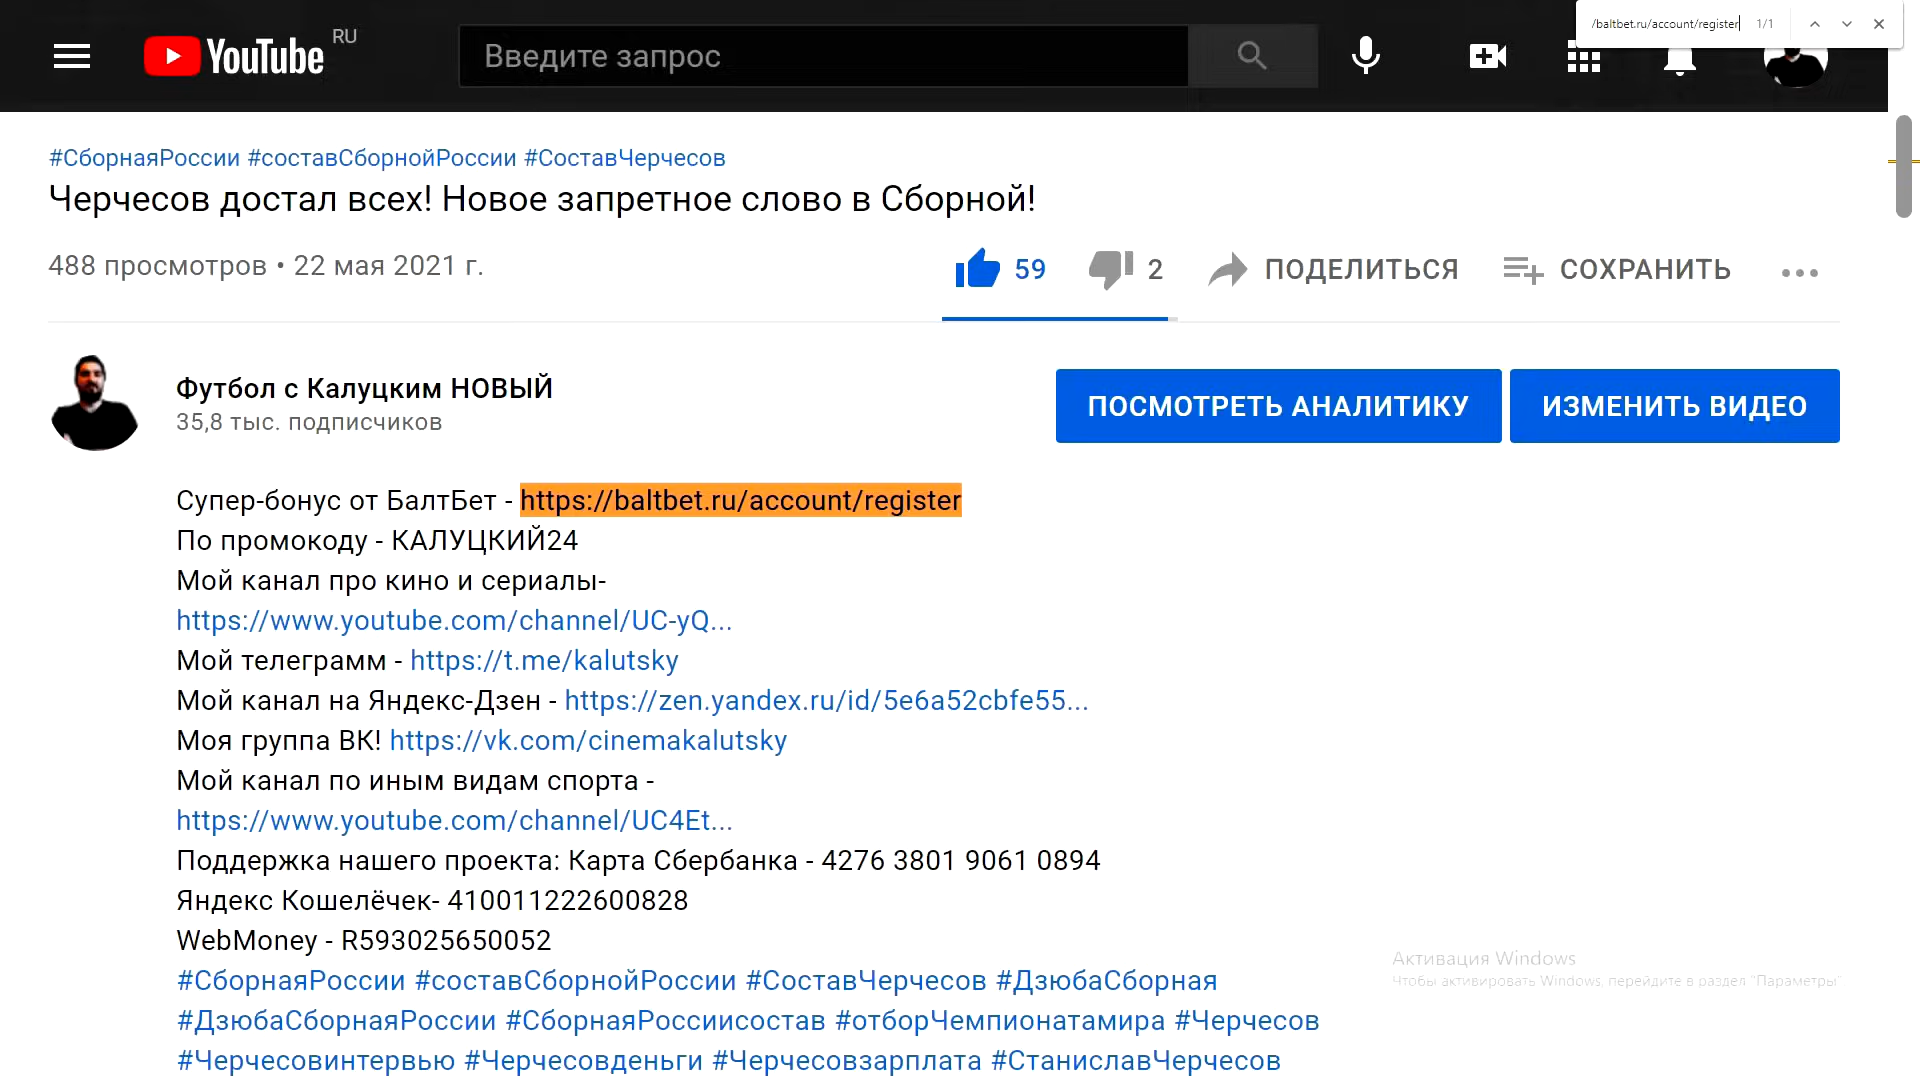 /baltbet.ru/account/register 1/1
YouTube RU
Введите запрос
#СборнаяРоссии #составСборнойРоссии #СоставЧерчесов
Черчесов достал всех! Новое запретное слово в Сборной!
488 просмотров • 22 мая 2021 г.
59 2 ПОДЕЛИТЬСЯ СОХРАНИТЬ
Футбол с Калуцким НОВЫЙ
35,8 тыс. подписчиков
ПОСМОТРЕТЬ АНАЛИТИКУ ИЗМЕНИТЬ ВИДЕО
Супер-бонус от БалтБет - https://baltbet.ru/account/register
По промокоду - КАЛУЦКИЙ24
Мой канал про кино и сериалы-
https://www.youtube.com/channel/UC-yQ...
Мой телеграмм - https://t.me/kalutsky
Мой канал на Яндекс-Дзен - https://zen.yandex.ru/id/5e6a52cbfe55...
Моя группа ВК! https://vk.com/cinemakalutsky
Мой канал по иным видам спорта -
https://www.youtube.com/channel/UC4Et...
Поддержка нашего проекта: Карта Сбербанка - 4276 3801 9061 0894
Яндекс Кошелёчек- 410011222600828
WebMoney - R593025650052
#СборнаяРоссии #составСборнойРоссии #СоставЧерчесов #ДзюбаСборная
#ДзюбаСборнаяРоссии #СборнаяРоссиисостав #отборЧемпионатамира #Черчесов
#Черчесовинтервью #Черчесовденьги #Черчесовзарплата #СтаниславЧерчесов
Активация Windows
Чтобы активировать Windows, перейдите в раздел "Параметры"